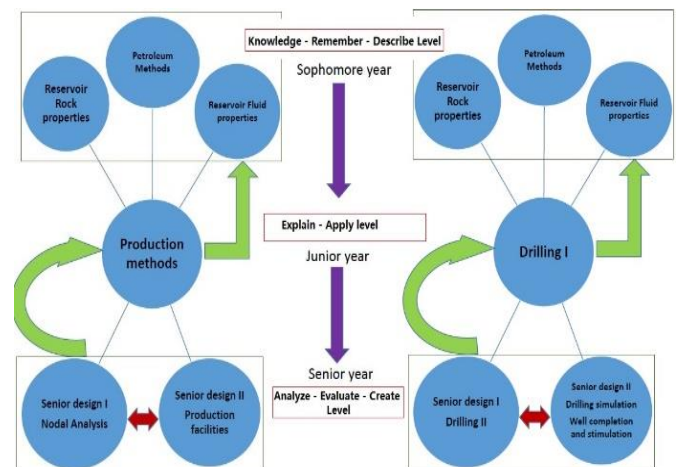 Knowledge - Remember - Describe Level
Sophomore year
Explain - Apply level
Junior year
Senior year
Analyze - Evaluate - Create
Level
Petroleum
Methods
Reservoir
Rock
properties
Reservoir Fluid
properties
Production
methods
Senior design I
Nodal Analysis
Senior design II
Production
facilities
Petroleum
Methods
Reservoir
Rock
properties
Reservoir Fluid
properties
Drilling I
Senior design I
Drilling II
Senior design II
Drilling simulation
Well completion
and stimulation